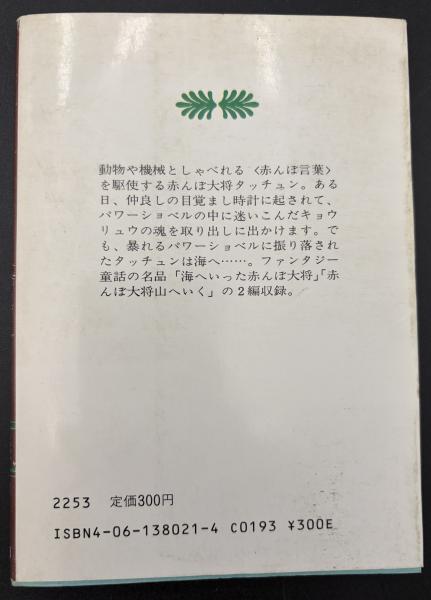 動物や機械としゃべれる〈赤んぼ言葉〉
を駆使する赤んぼ大将タッチュン。ある
日、仲良しの目覚まし時計に起されて、
パワーショベルの中に迷いこんだキョウ
リュウの魂を取り出しに出かけます。で
も、暴れるパワーショベルに振り落され
たタッチュンは海へ……。ファンタジー
童話の名品「海へいった赤んぼ大将」「赤
んぼ大将山へいく」の2編収録。
2253 定価300円
ISBN4-06-138021-4 C0193 ¥300E